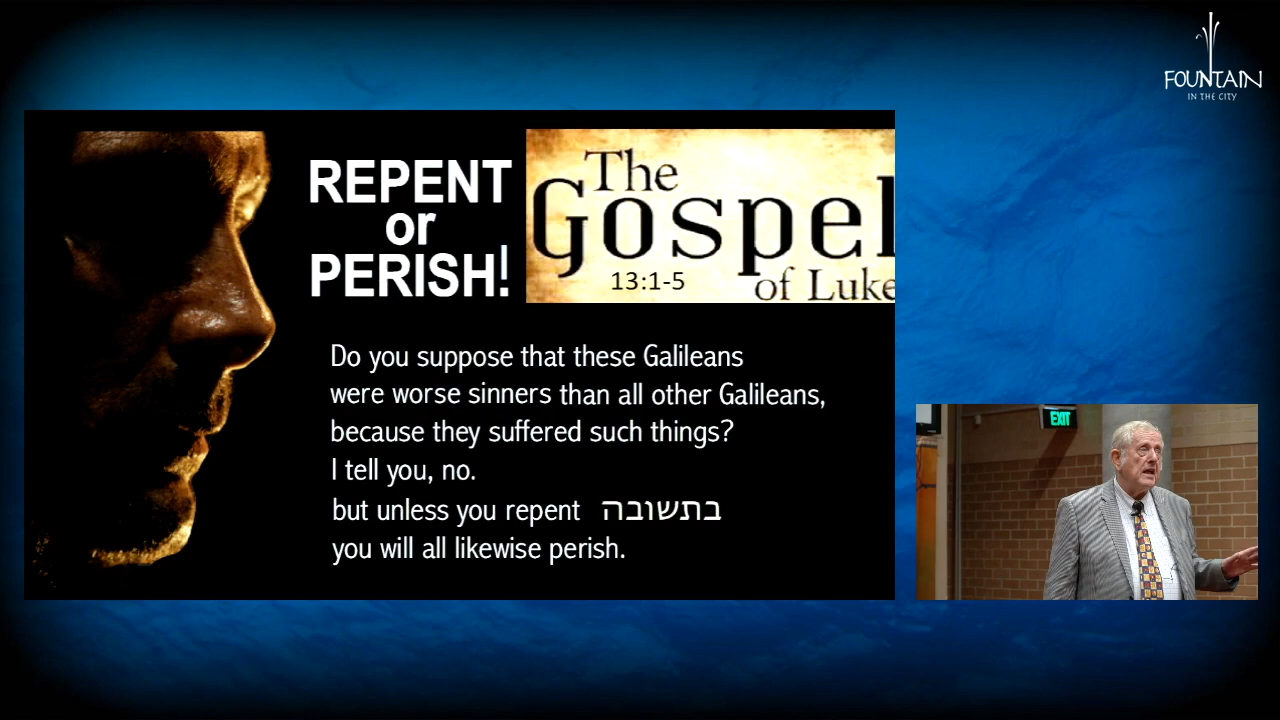 FOUNTAIN
IN THE CITY
REPENT
or
PERISH!
The
Gospel
of Luke
13:1-5
Do you suppose that these Galileans
were worse sinners than all other Galileans,
because they suffered such things?
I tell you, no.
but unless you repent בתשובה
you will all likewise perish.
EXIT